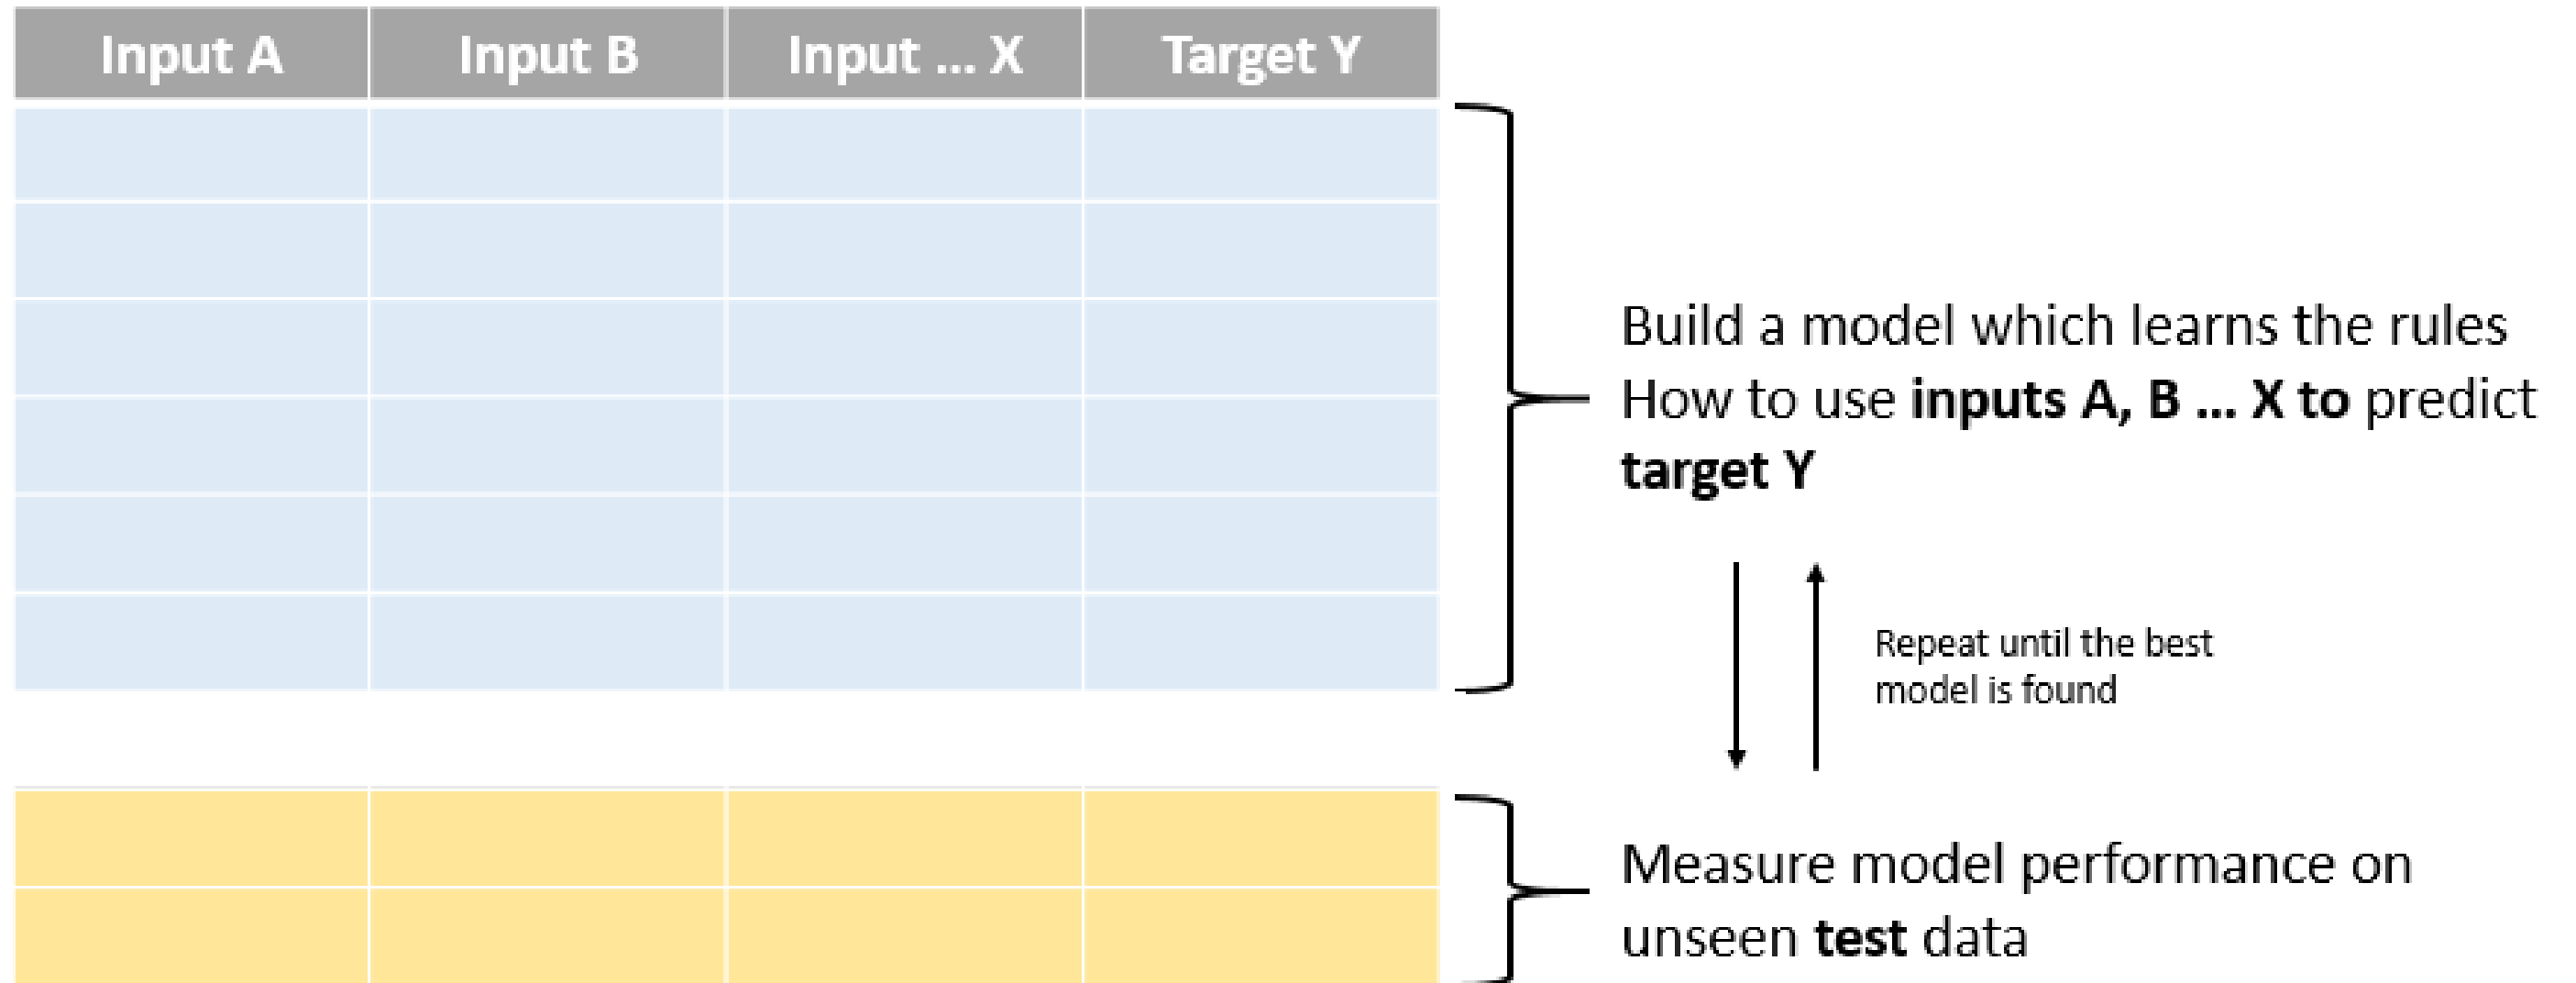 Input A Input B Input ... X Target Y
Build a model which learns the rules
How to use inputs A, B ... X to predict
target Y
Repeat until the best
model is found
Measure model performance on
unseen test data